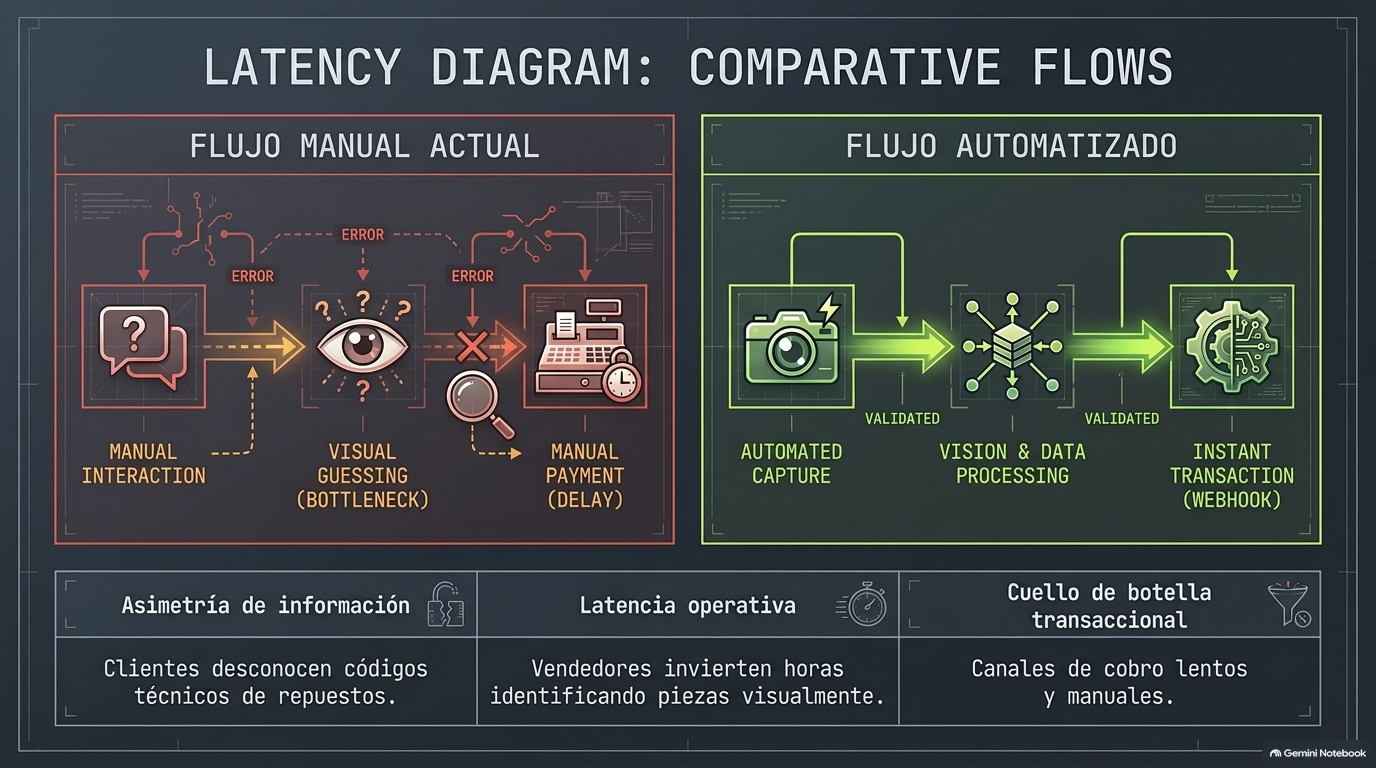 LATENCY DIAGRAM: COMPARATIVE FLOWS
FLUJO MANUAL ACTUAL
ERROR
ERROR
ERROR
?
? ? ?
?
MANUAL
INTERACTION
VISUAL
GUESSING
(BOTTLENECK)
MANUAL
PAYMENT
(DELAY)
FLUJO AUTOMATIZADO
VALIDATED
VALIDATED
AUTOMATED
CAPTURE
VISION & DATA
PROCESSING
INSTANT
TRANSACTION
(WEBHOOK)
Asimetría de información
Clientes desconocen códigos
técnicos de repuestos.
Latencia operativa
Vendedores invierten horas
identificando piezas visualmente.
Cuello de botella
transaccional
Canales de cobro lentos
y manuales.
Gemini Notebook